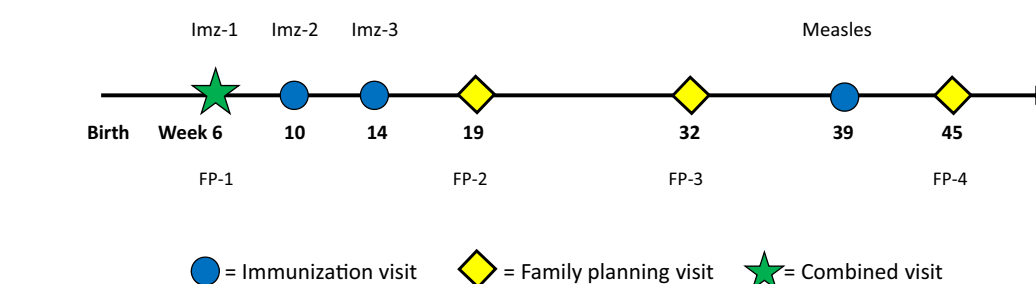 Imz-1 Imz-2 Imz-3 Measles
Birth Week 6 10 14 19 32 39 45
FP-1 FP-2 FP-3 FP-4
= Immunization visit = Family planning visit = Combined visit